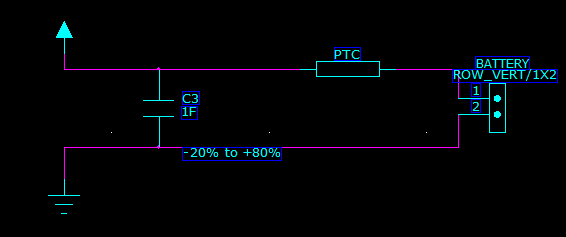 PTC
BATTERY
ROW_VERT/1X2
1
2
C3
1F
-20% to +80%